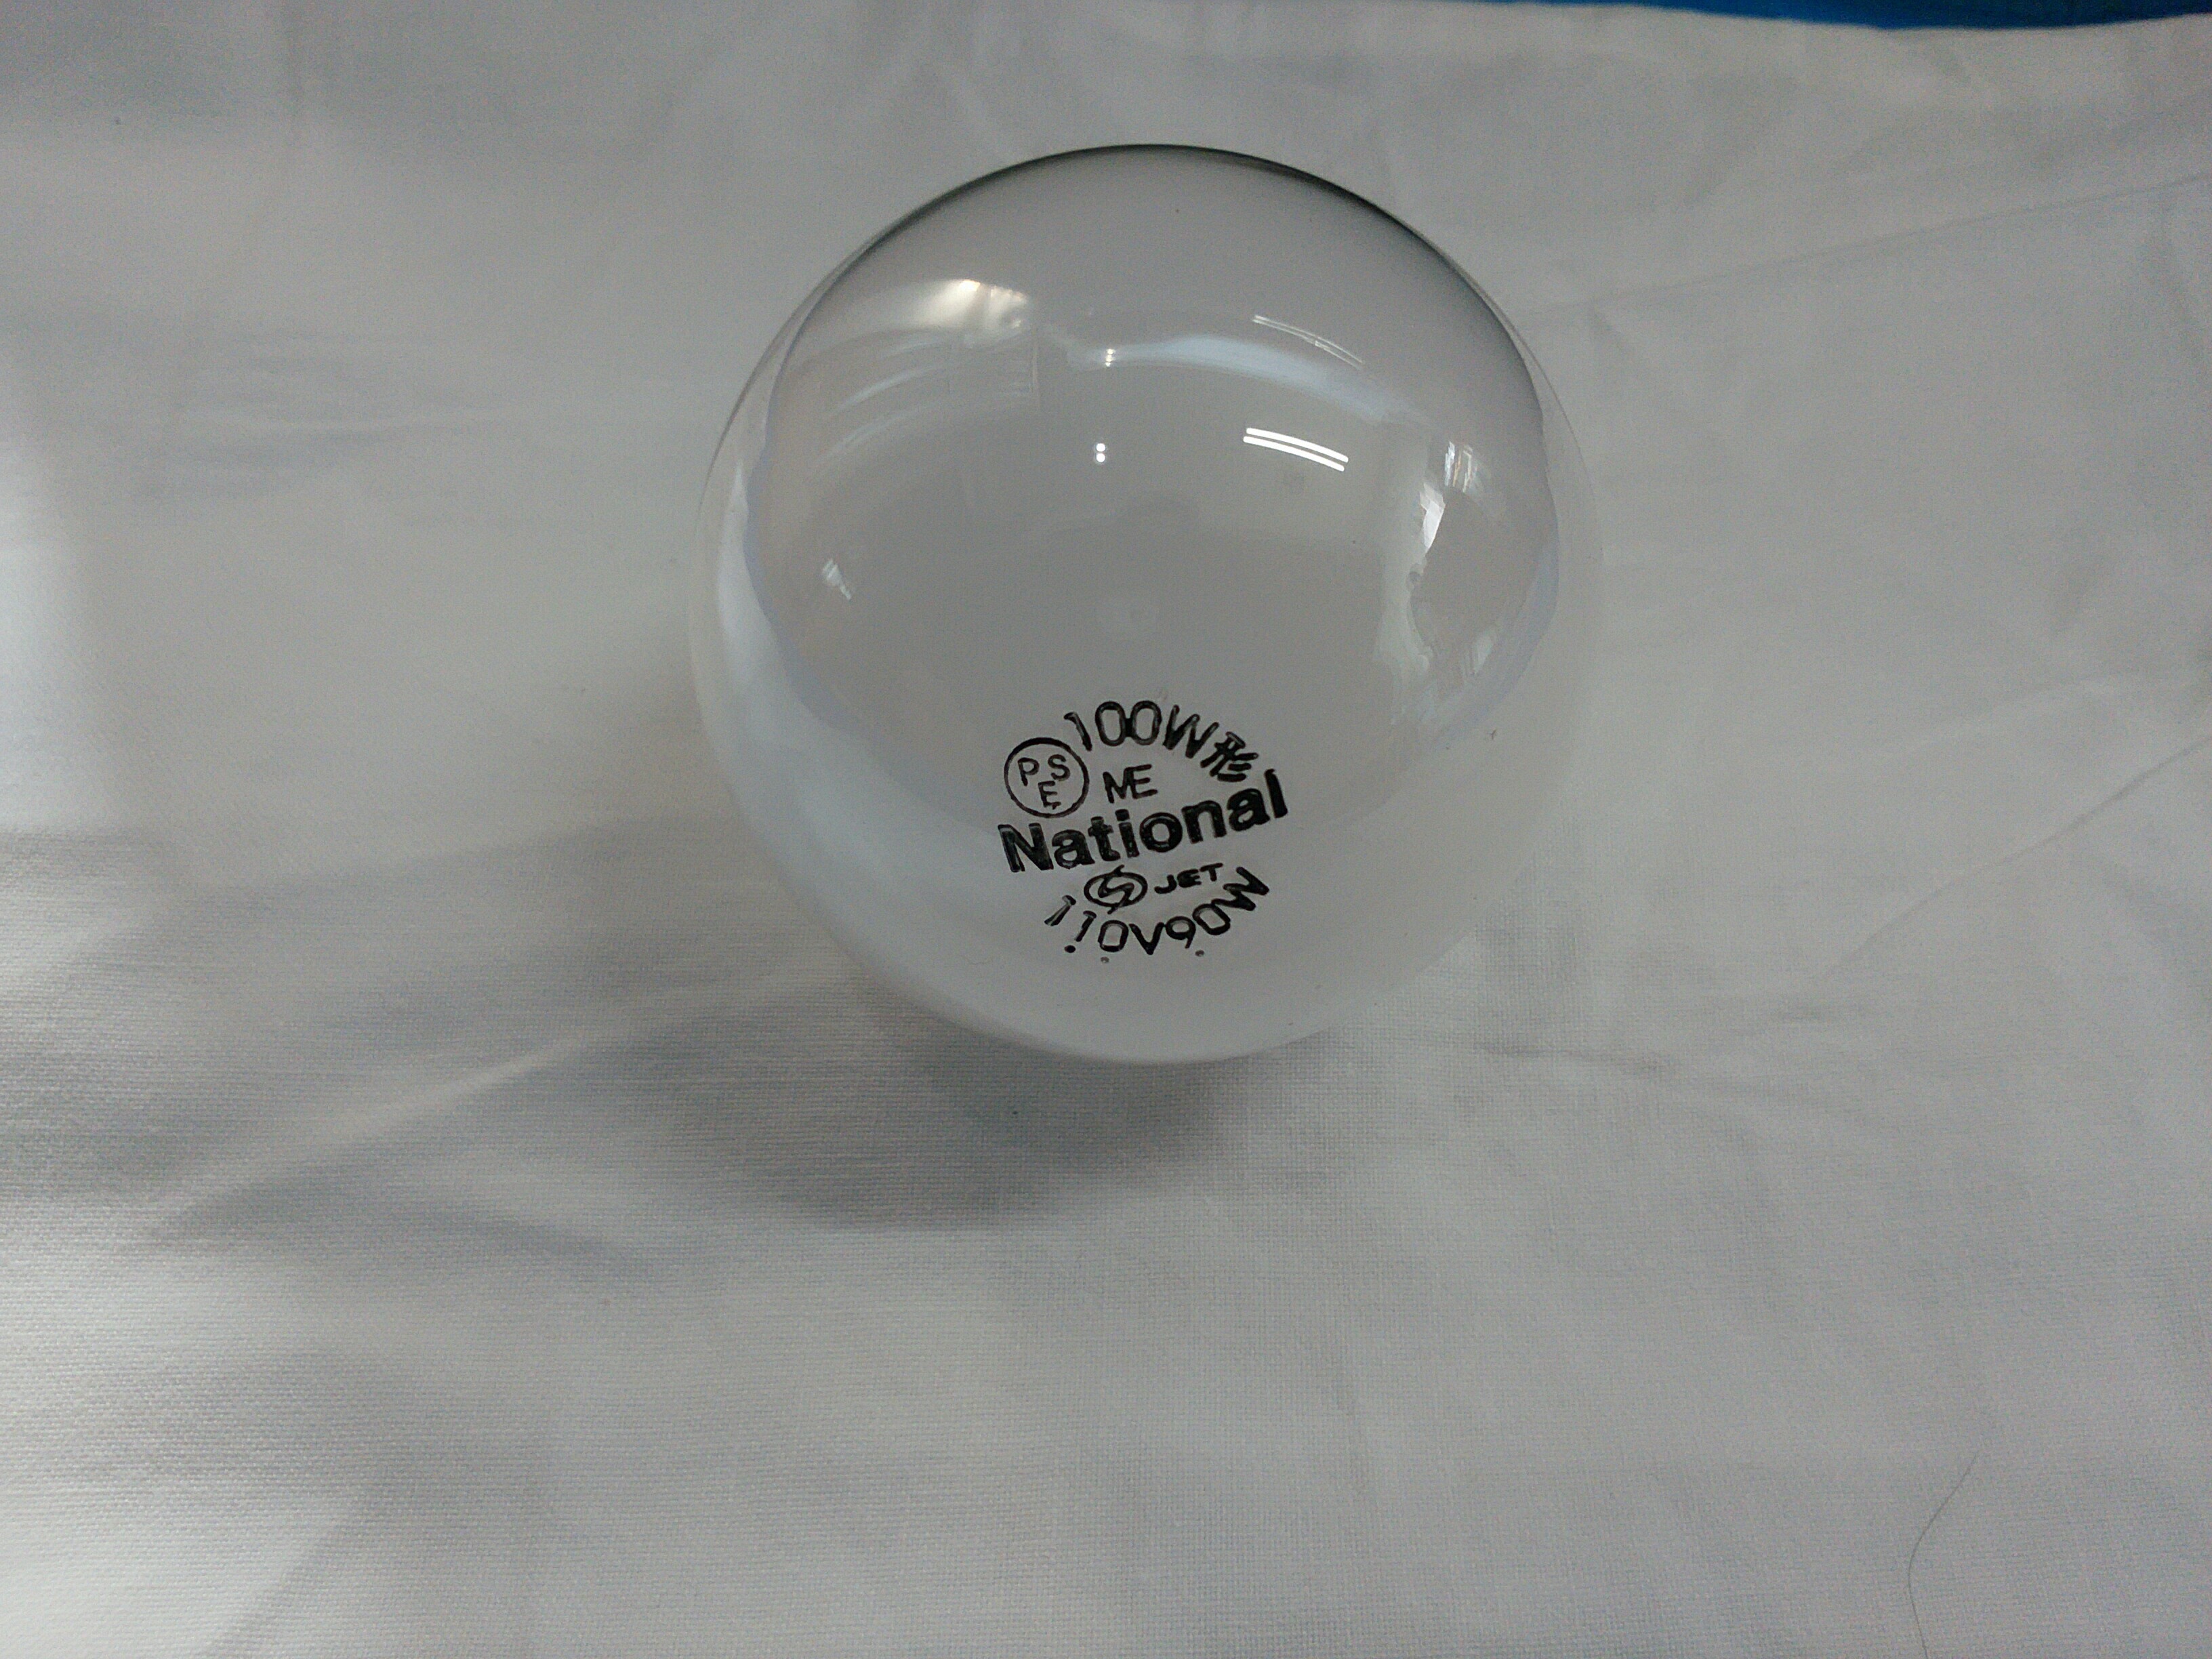 100W形
PSE ME
National
JET
110V90W